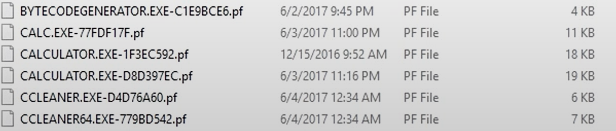 BYTECODEGENERATOR.EXE-C1E9BCE6.pf 6/2/2017 9:45 PM PF File 4 KB
CALC.EXE-77FDF17F.pf 6/3/2017 11:00 PM PF File 11 KB
CALCULATOR.EXE-1F3EC592.pf 12/15/2016 9:52 AM PF File 18 KB
CALCULATOR.EXE-D8D397EC.pf 6/3/2017 11:16 PM PF File 19 KB
CCLEANER.EXE-D4D76A60.pf 6/4/2017 12:34 AM PF File 6 KB
CCLEANER64.EXE-779BD542.pf 6/4/2017 12:34 AM PF File 7 KB